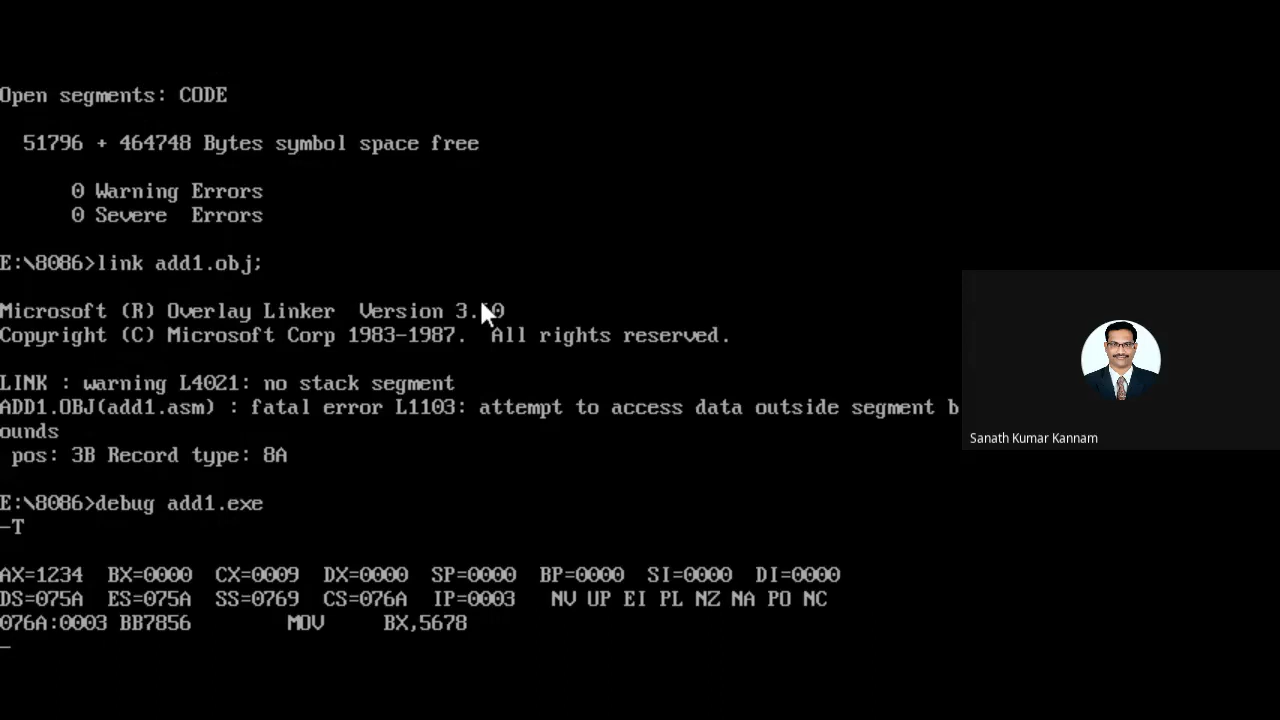 Open segments: CODE
51796 + 464748 Bytes symbol space free
0 Warning Errors
0 Severe  Errors
E:\8086>link add1.obj;
Microsoft (R) Overlay Linker  Version 3. 0
Copyright (C) Microsoft Corp 1983-1987.  All rights reserved.
LINK : warning L4021: no stack segment
ADD1.OBJ(add1.asm) : fatal error L1103: attempt to access data outside segment b
ounds
pos: 3B Record type: 8A
Sanath Kumar Kannam
E:\8086>debug add1.exe
-T
AX=1234  BX=0000  CX=0009  DX=0000  SP=0000  BP=0000  SI=0000  DI=0000
DS=075A  ES=075A  SS=0769  CS=076A  IP=0003   NV UP EI PL NZ NA PO NC
076A:0003 BB7856        MOV     BX,5678
-